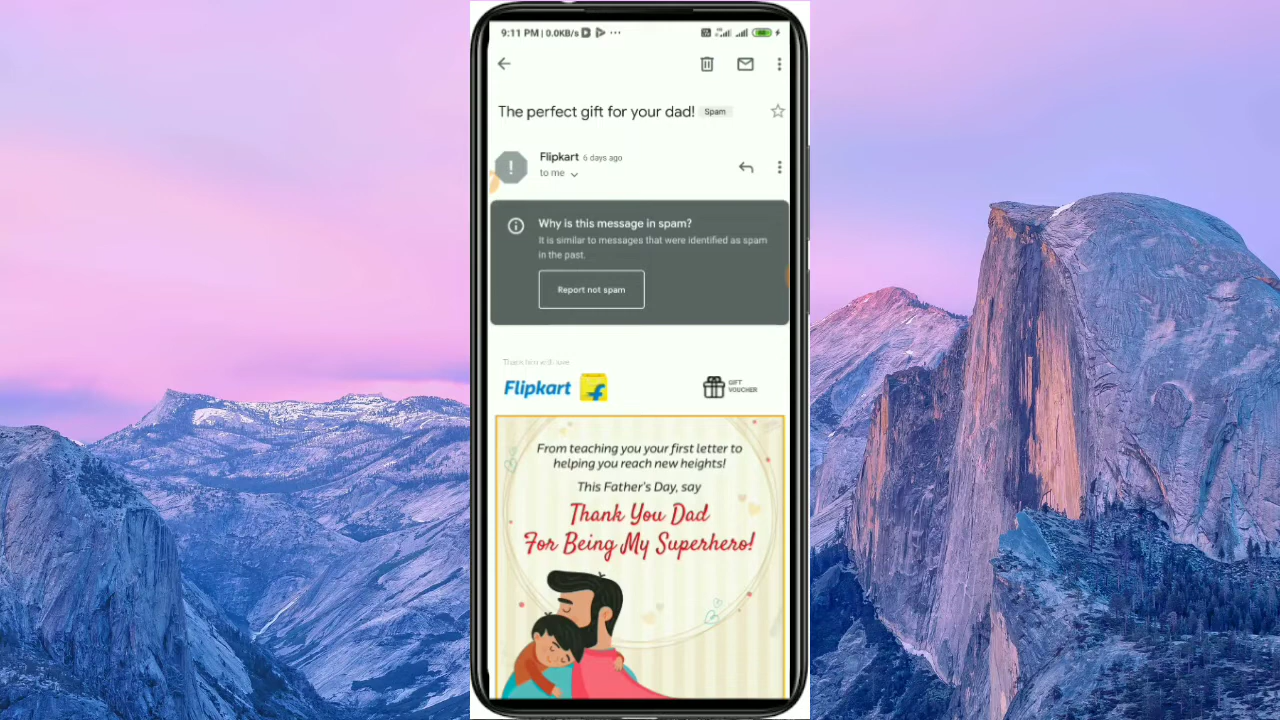 9:11 PM | 0.0KB/s
The perfect gift for your dad! Spam
Flipkart 6 days ago
to me
Why is this message in spam?
It is similar to messages that were identified as spam
in the past.
Report not spam
Flipkart
GIFT
VOUCHER
From teaching you your first letter to
helping you reach new heights!
This Father's Day, say
Thank You Dad
For Being My Superhero!